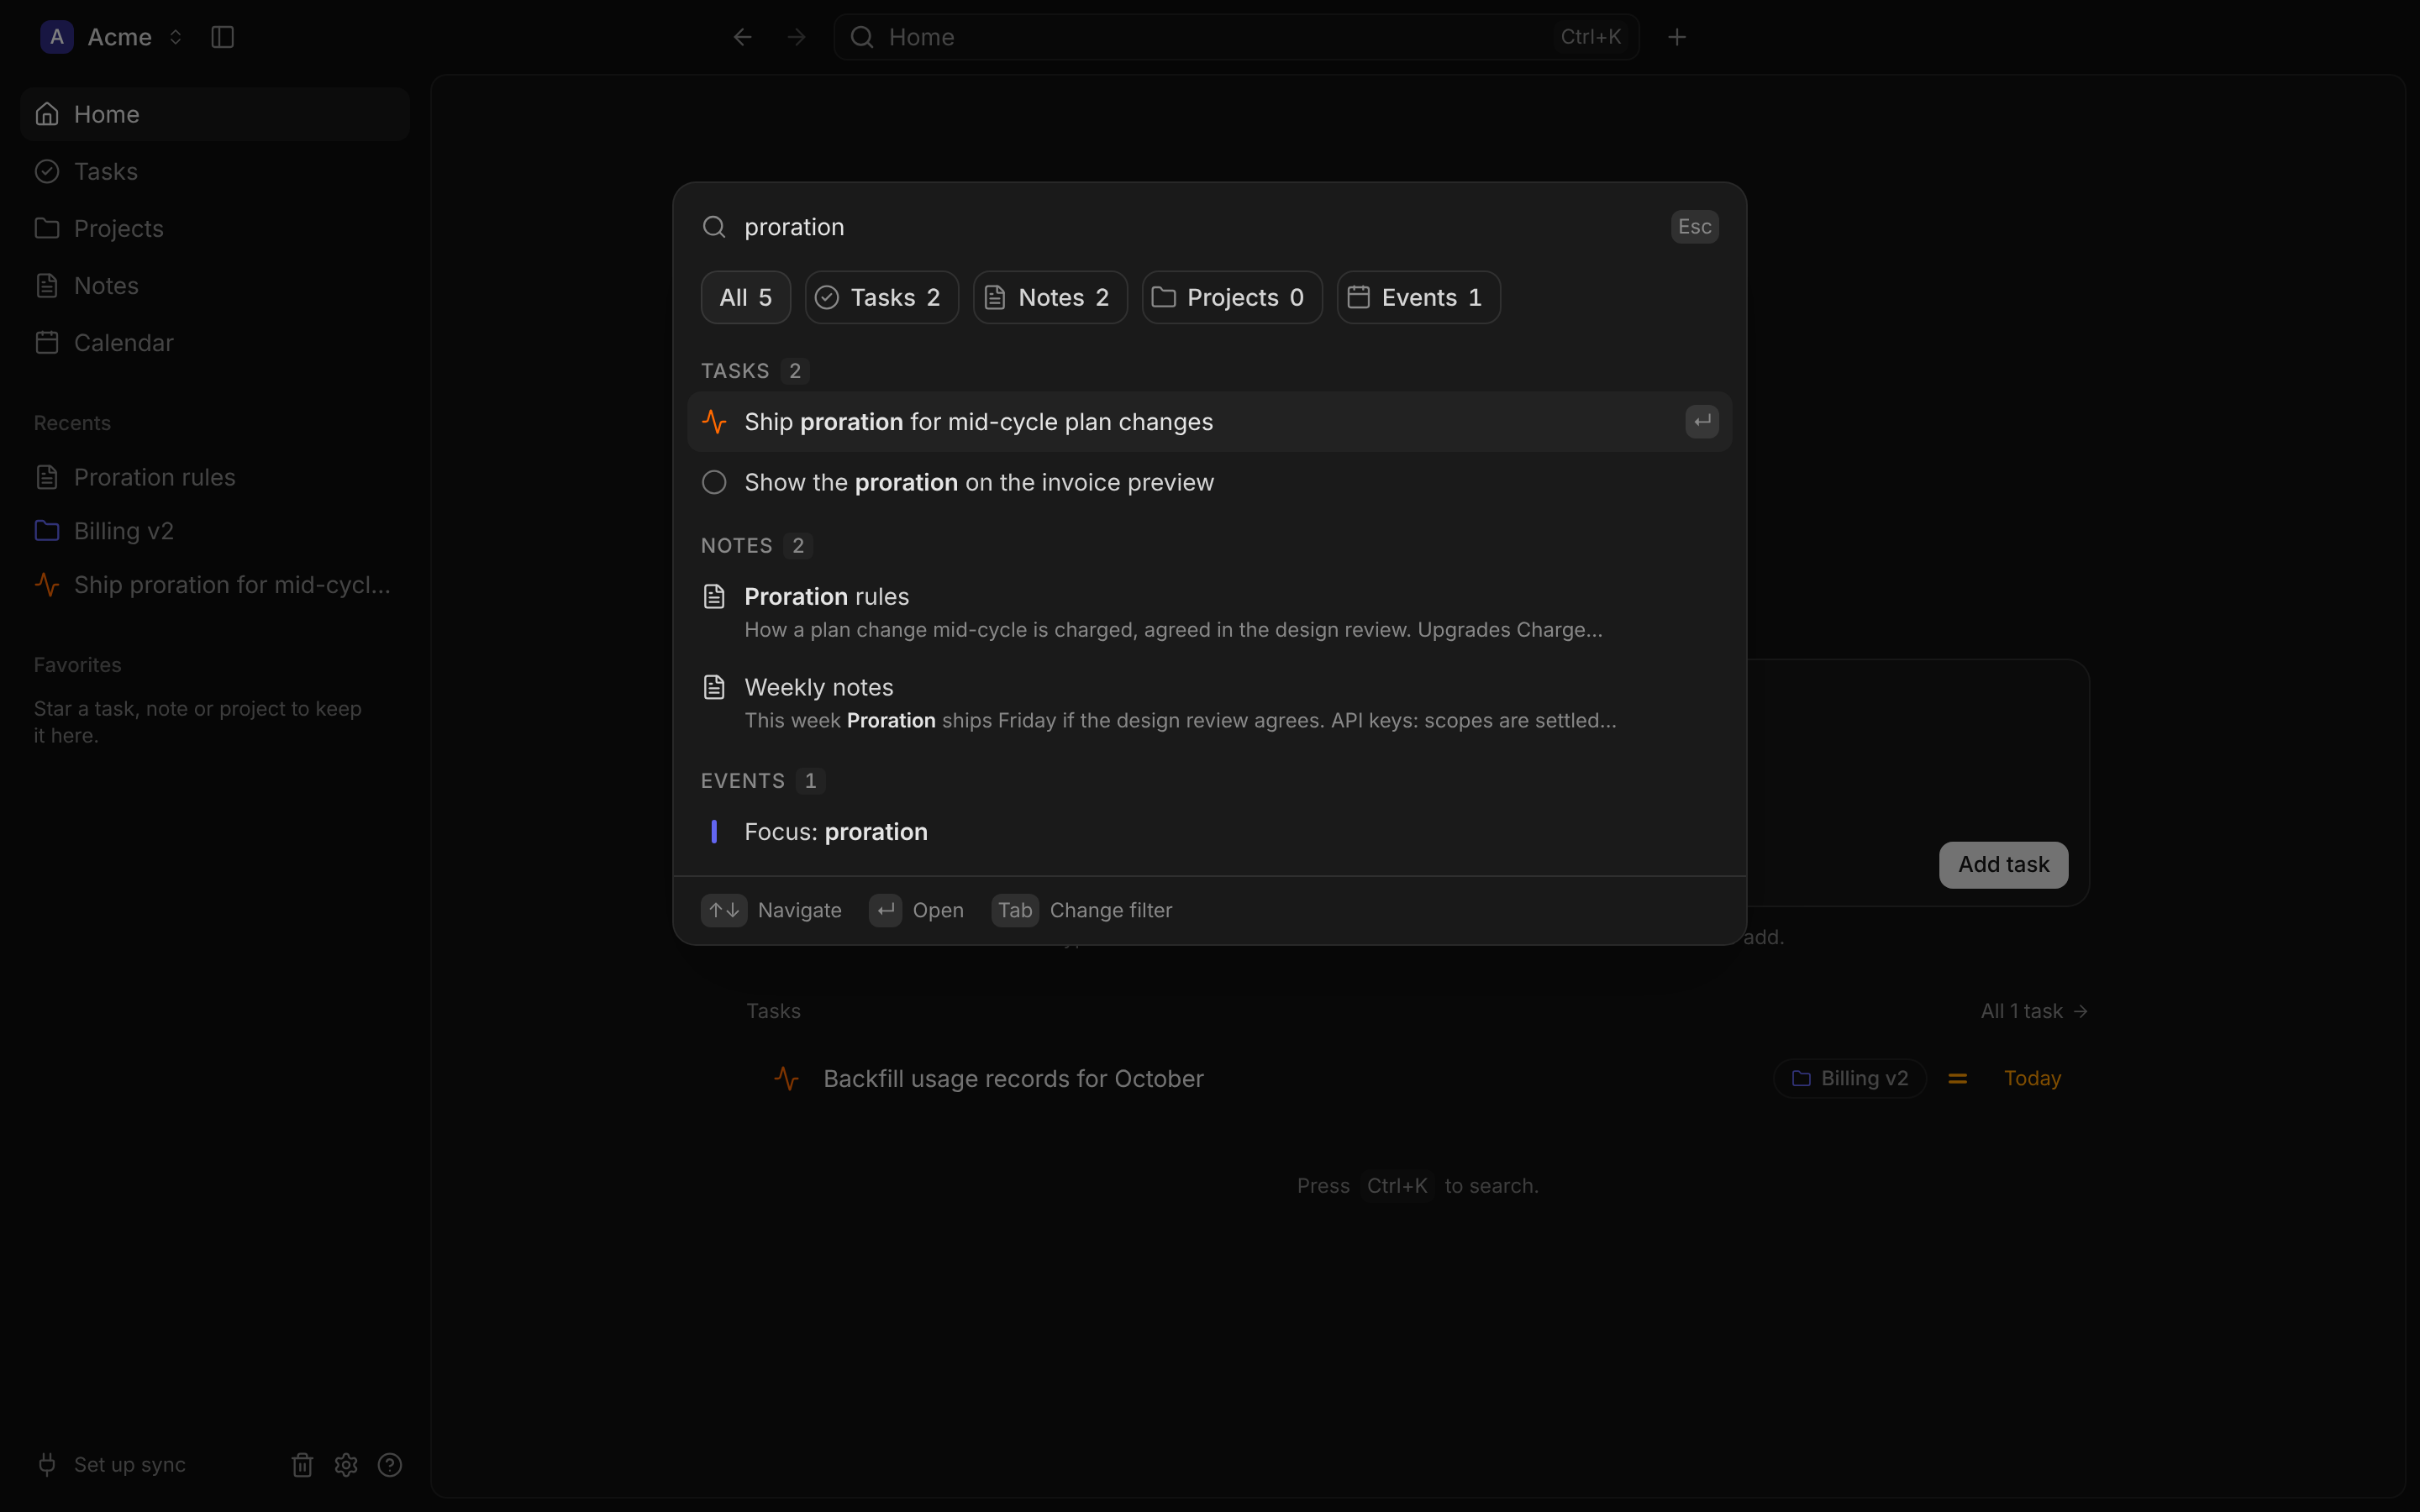 A Acme
Home Ctrl+K
Home
Tasks
Projects
Notes
Calendar
Recents
Proration rules
Billing v2
Ship proration for mid-cycl...
Favorites
Star a task, note or project to keep
it here.
Set up sync
proration Esc
All 5 Tasks 2 Notes 2 Projects 0 Events 1
TASKS 2
Ship proration for mid-cycle plan changes
Show the proration on the invoice preview
NOTES 2
Proration rules
How a plan change mid-cycle is charged, agreed in the design review. Upgrades Charge...
Weekly notes
This week Proration ships Friday if the design review agrees. API keys: scopes are settled...
EVENTS 1
Focus: proration
Navigate Open Tab Change filter
Add task
add.
Tasks All 1 task
Backfill usage records for October Billing v2 Today
Press Ctrl+K to search.